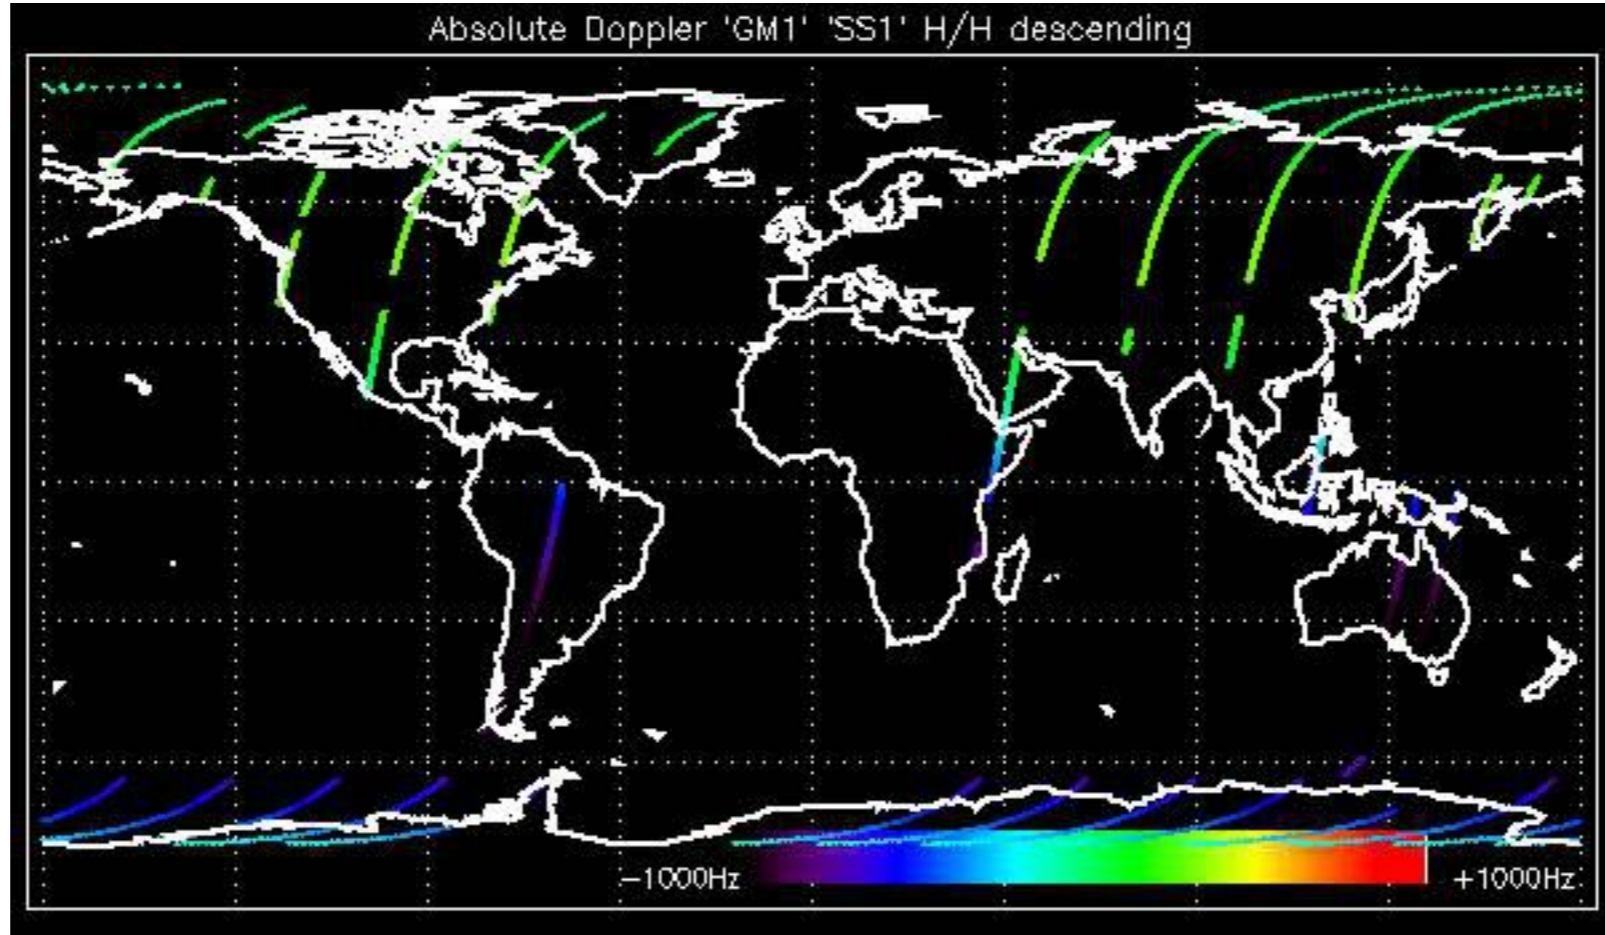 Absolute Doppler 'GM1' 'SS1' H/H descending
−1000Hz
+1000Hz